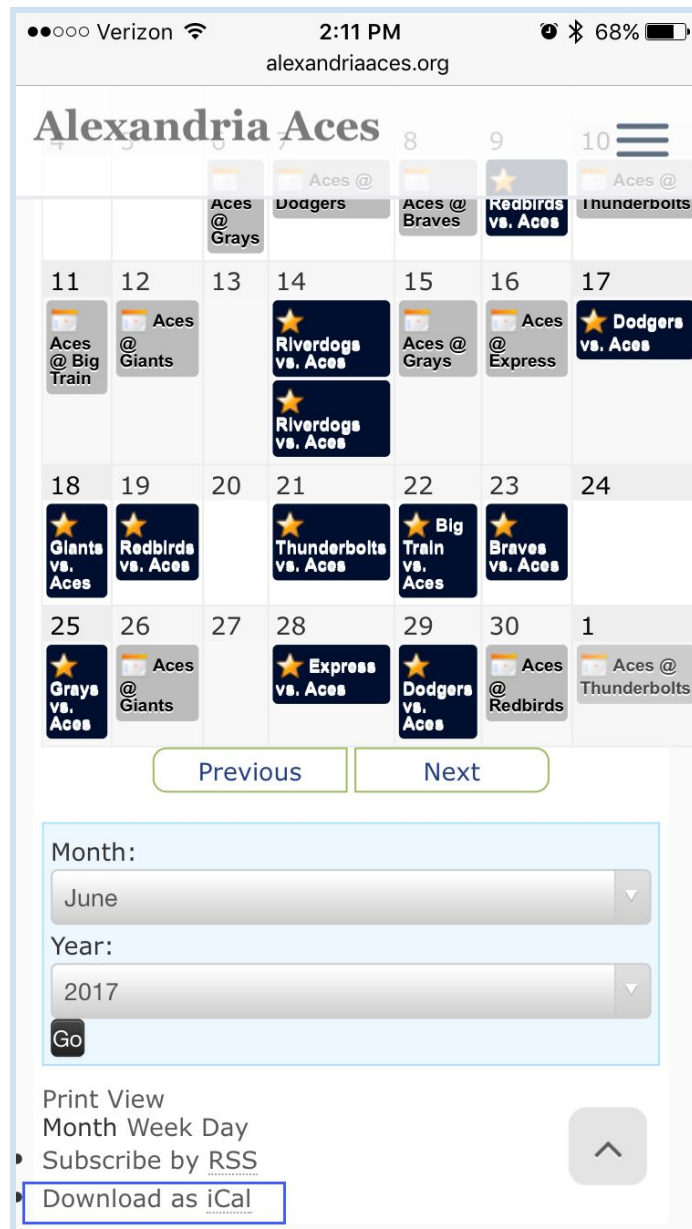 Verizon 2:11 PM 68%
alexandriaaces.org
Alexandria Aces
4 5 6 7 8 9 10
Aces @ Grays
Aces @ Dodgers
Aces @ Braves
Redbirds vs. Aces
Aces @ Thunderbolts
11 12 13 14 15 16 17
Aces @ Big Train
Aces @ Giants
Riverdogs vs. Aces
Riverdogs vs. Aces
Aces @ Grays
Aces @ Express
Dodgers vs. Aces
18 19 20 21 22 23 24
Giants vs. Aces
Redbirds vs. Aces
Thunderbolts vs. Aces
Big Train vs. Aces
Braves vs. Aces
25 26 27 28 29 30 1
Grays vs. Aces
Aces @ Giants
Express vs. Aces
Dodgers vs. Aces
Aces @ Redbirds
Aces @ Thunderbolts
Previous Next
Month:
June
Year:
2017
Go
Print View
Month Week Day
Subscribe by RSS
Download as iCal